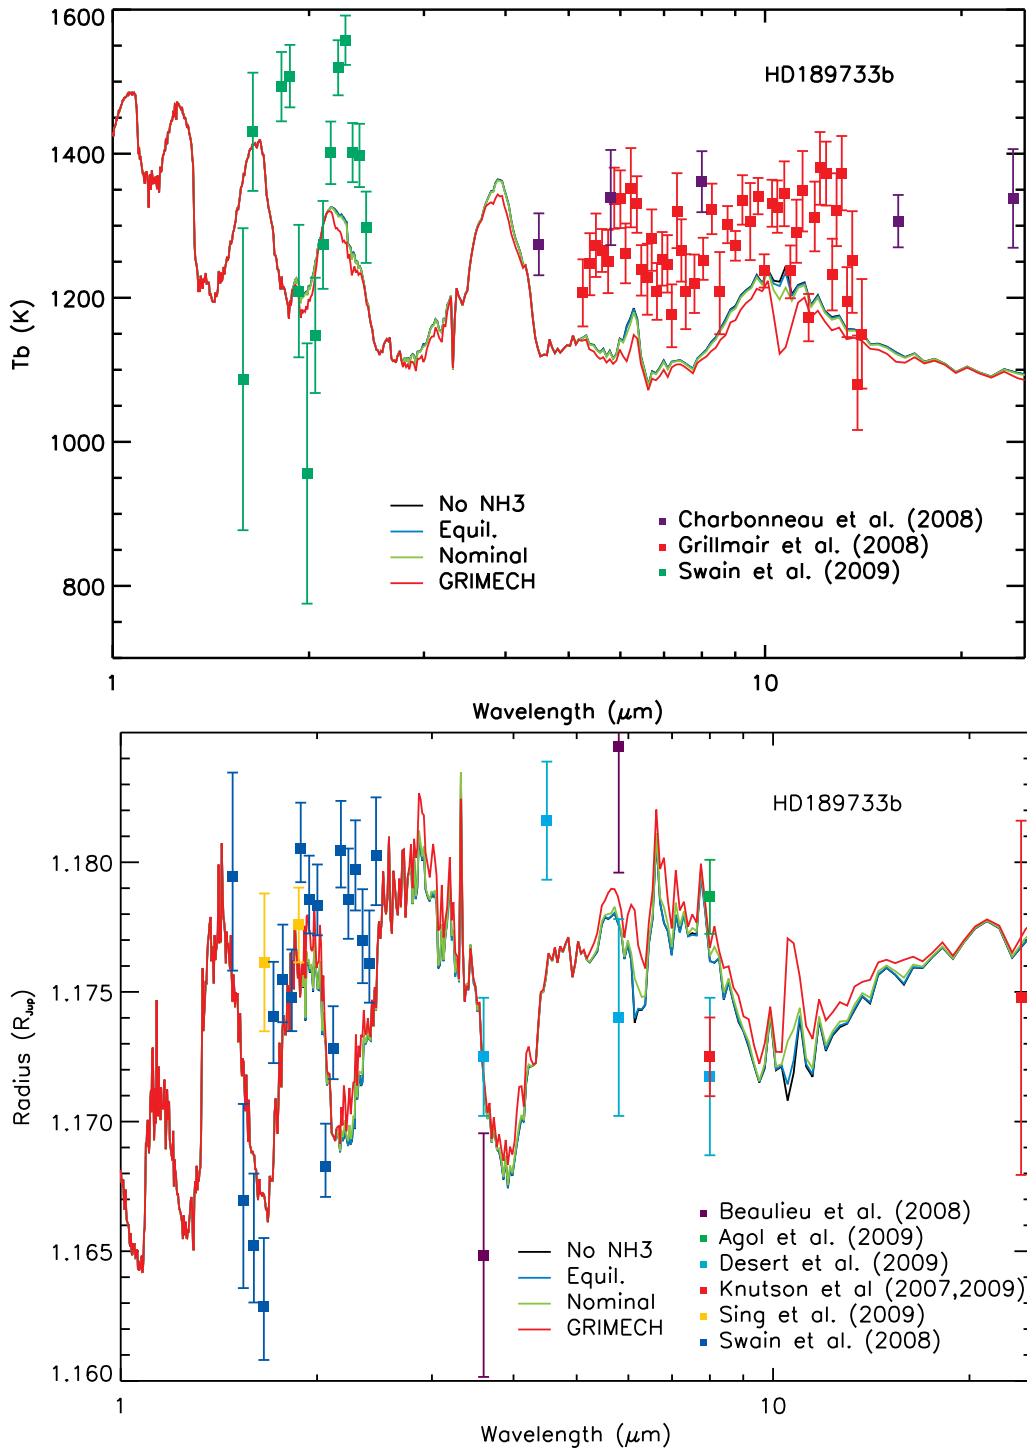 1600
1400
1200
1000
800
Tb (K)
HD189733b
No NH3
Equil.
Nominal
GRIMECH
Charbonneau et al. (2008)
Grillmair et al. (2008)
Swain et al. (2009)
1
10
Wavelength (μm)
1.180
1.175
1.170
1.165
1.160
Radius (RJup)
HD189733b
No NH3
Equil.
Nominal
GRIMECH
Beaulieu et al. (2008)
Agol et al. (2009)
Desert et al. (2009)
Knutson et al (2007,2009)
Sing et al. (2009)
Swain et al. (2008)
1
10
Wavelength (μm)